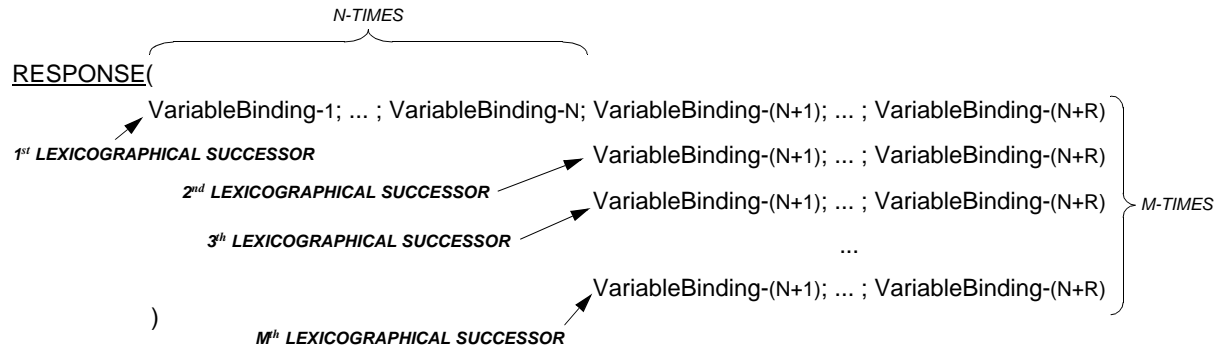 N-TIMES
RESPONSE(
VariableBinding-1; ... ; VariableBinding-N; VariableBinding-(N+1); ... ; VariableBinding-(N+R)
1st LEXICOGRAPHICAL SUCCESSOR
VariableBinding-(N+1); ... ; VariableBinding-(N+R)
2nd LEXICOGRAPHICAL SUCCESSOR
VariableBinding-(N+1); ... ; VariableBinding-(N+R)
M-TIMES
3th LEXICOGRAPHICAL SUCCESSOR
...
VariableBinding-(N+1); ... ; VariableBinding-(N+R)
)
Mth LEXICOGRAPHICAL SUCCESSOR